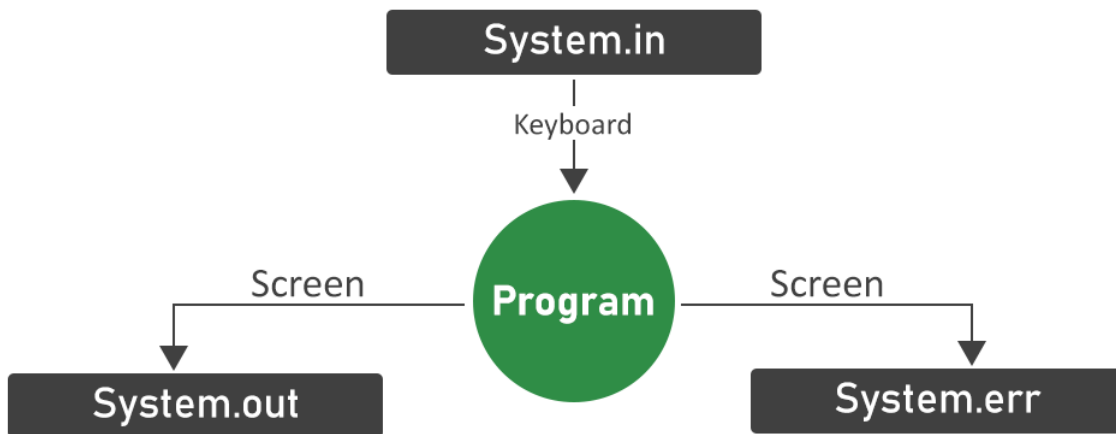 System.in
Keyboard
Screen
Program
Screen
System.out
System.err